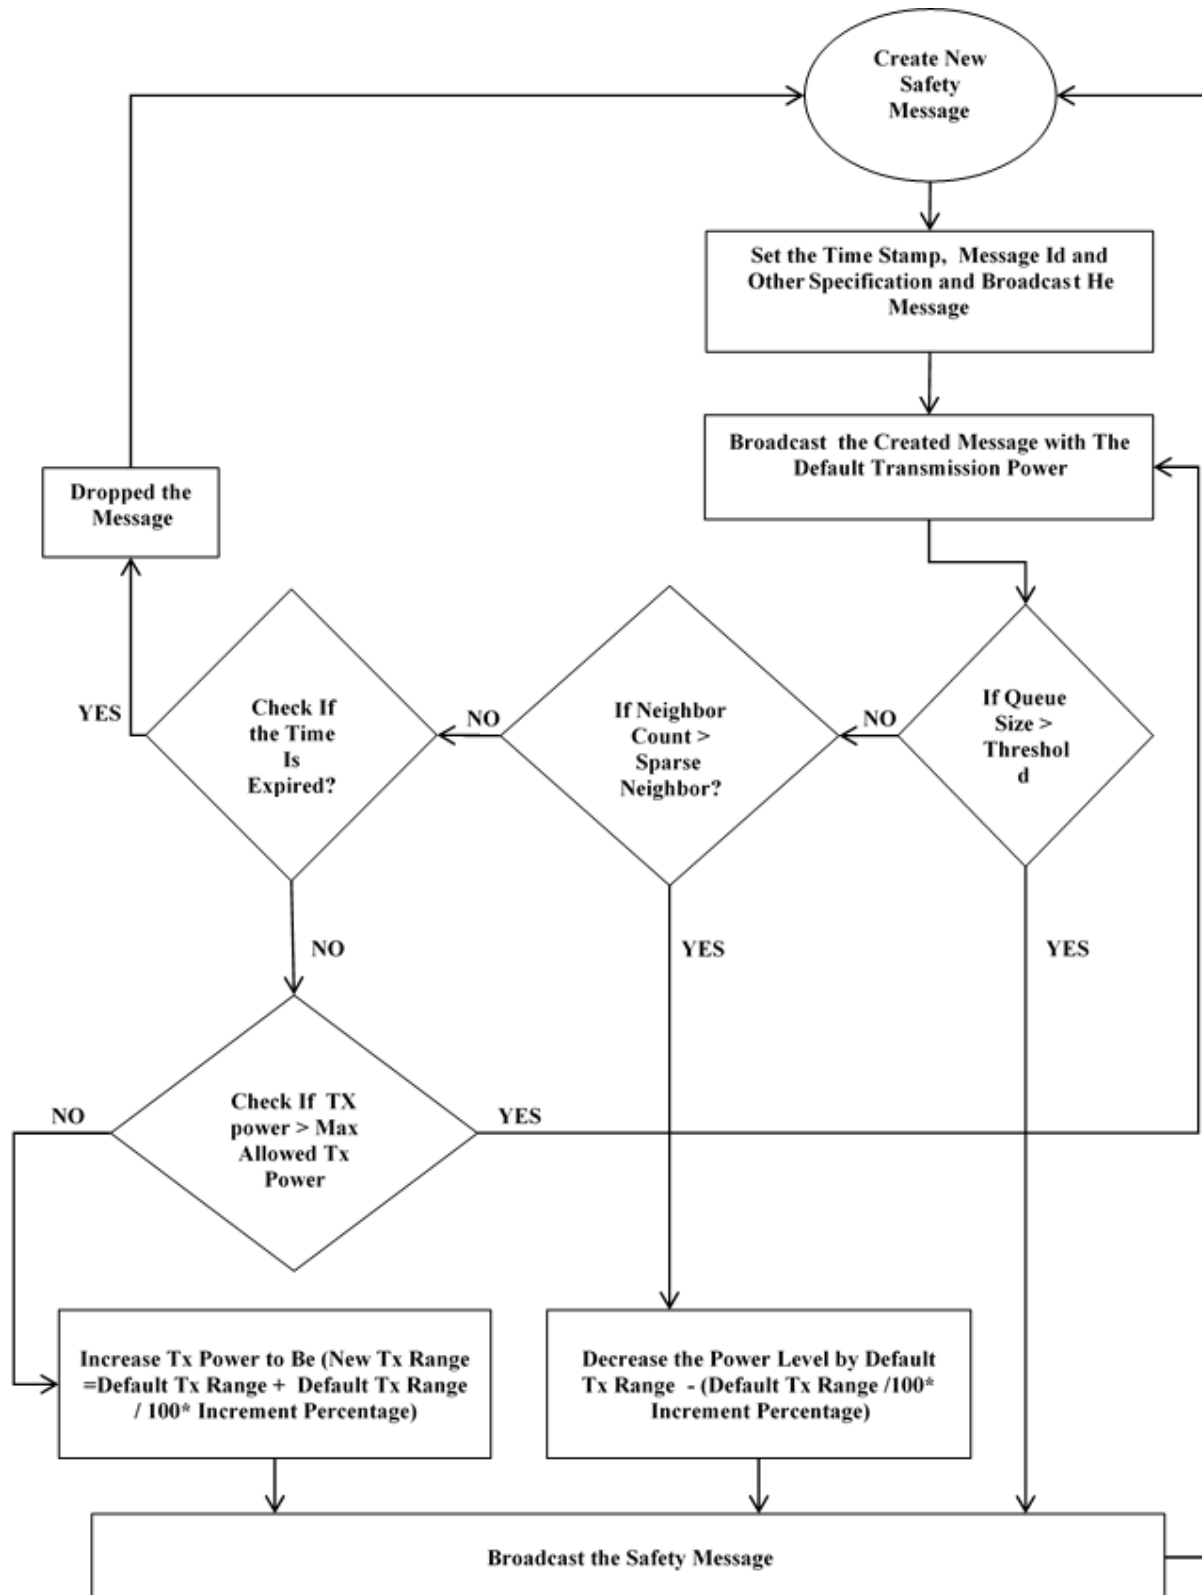 Create New
Safety
Message
Set the Time Stamp, Message Id and
Other Specification and Broadcast He
Message
Broadcast the Created Message with The
Default Transmission Power
Dropped the
Message
YES
Check If
the Time
Is
Expired?
NO
If Neighbor
Count >
Sparse
Neighbor?
NO
If Queue
Size >
Threshol
d
NO
YES
YES
NO
Check If TX
power > Max
Allowed Tx
Power
YES
Increase Tx Power to Be (New Tx Range
=Default Tx Range + Default Tx Range
/ 100* Increment Percentage)
Decrease the Power Level by Default
Tx Range - (Default Tx Range /100*
Increment Percentage)
Broadcast the Safety Message